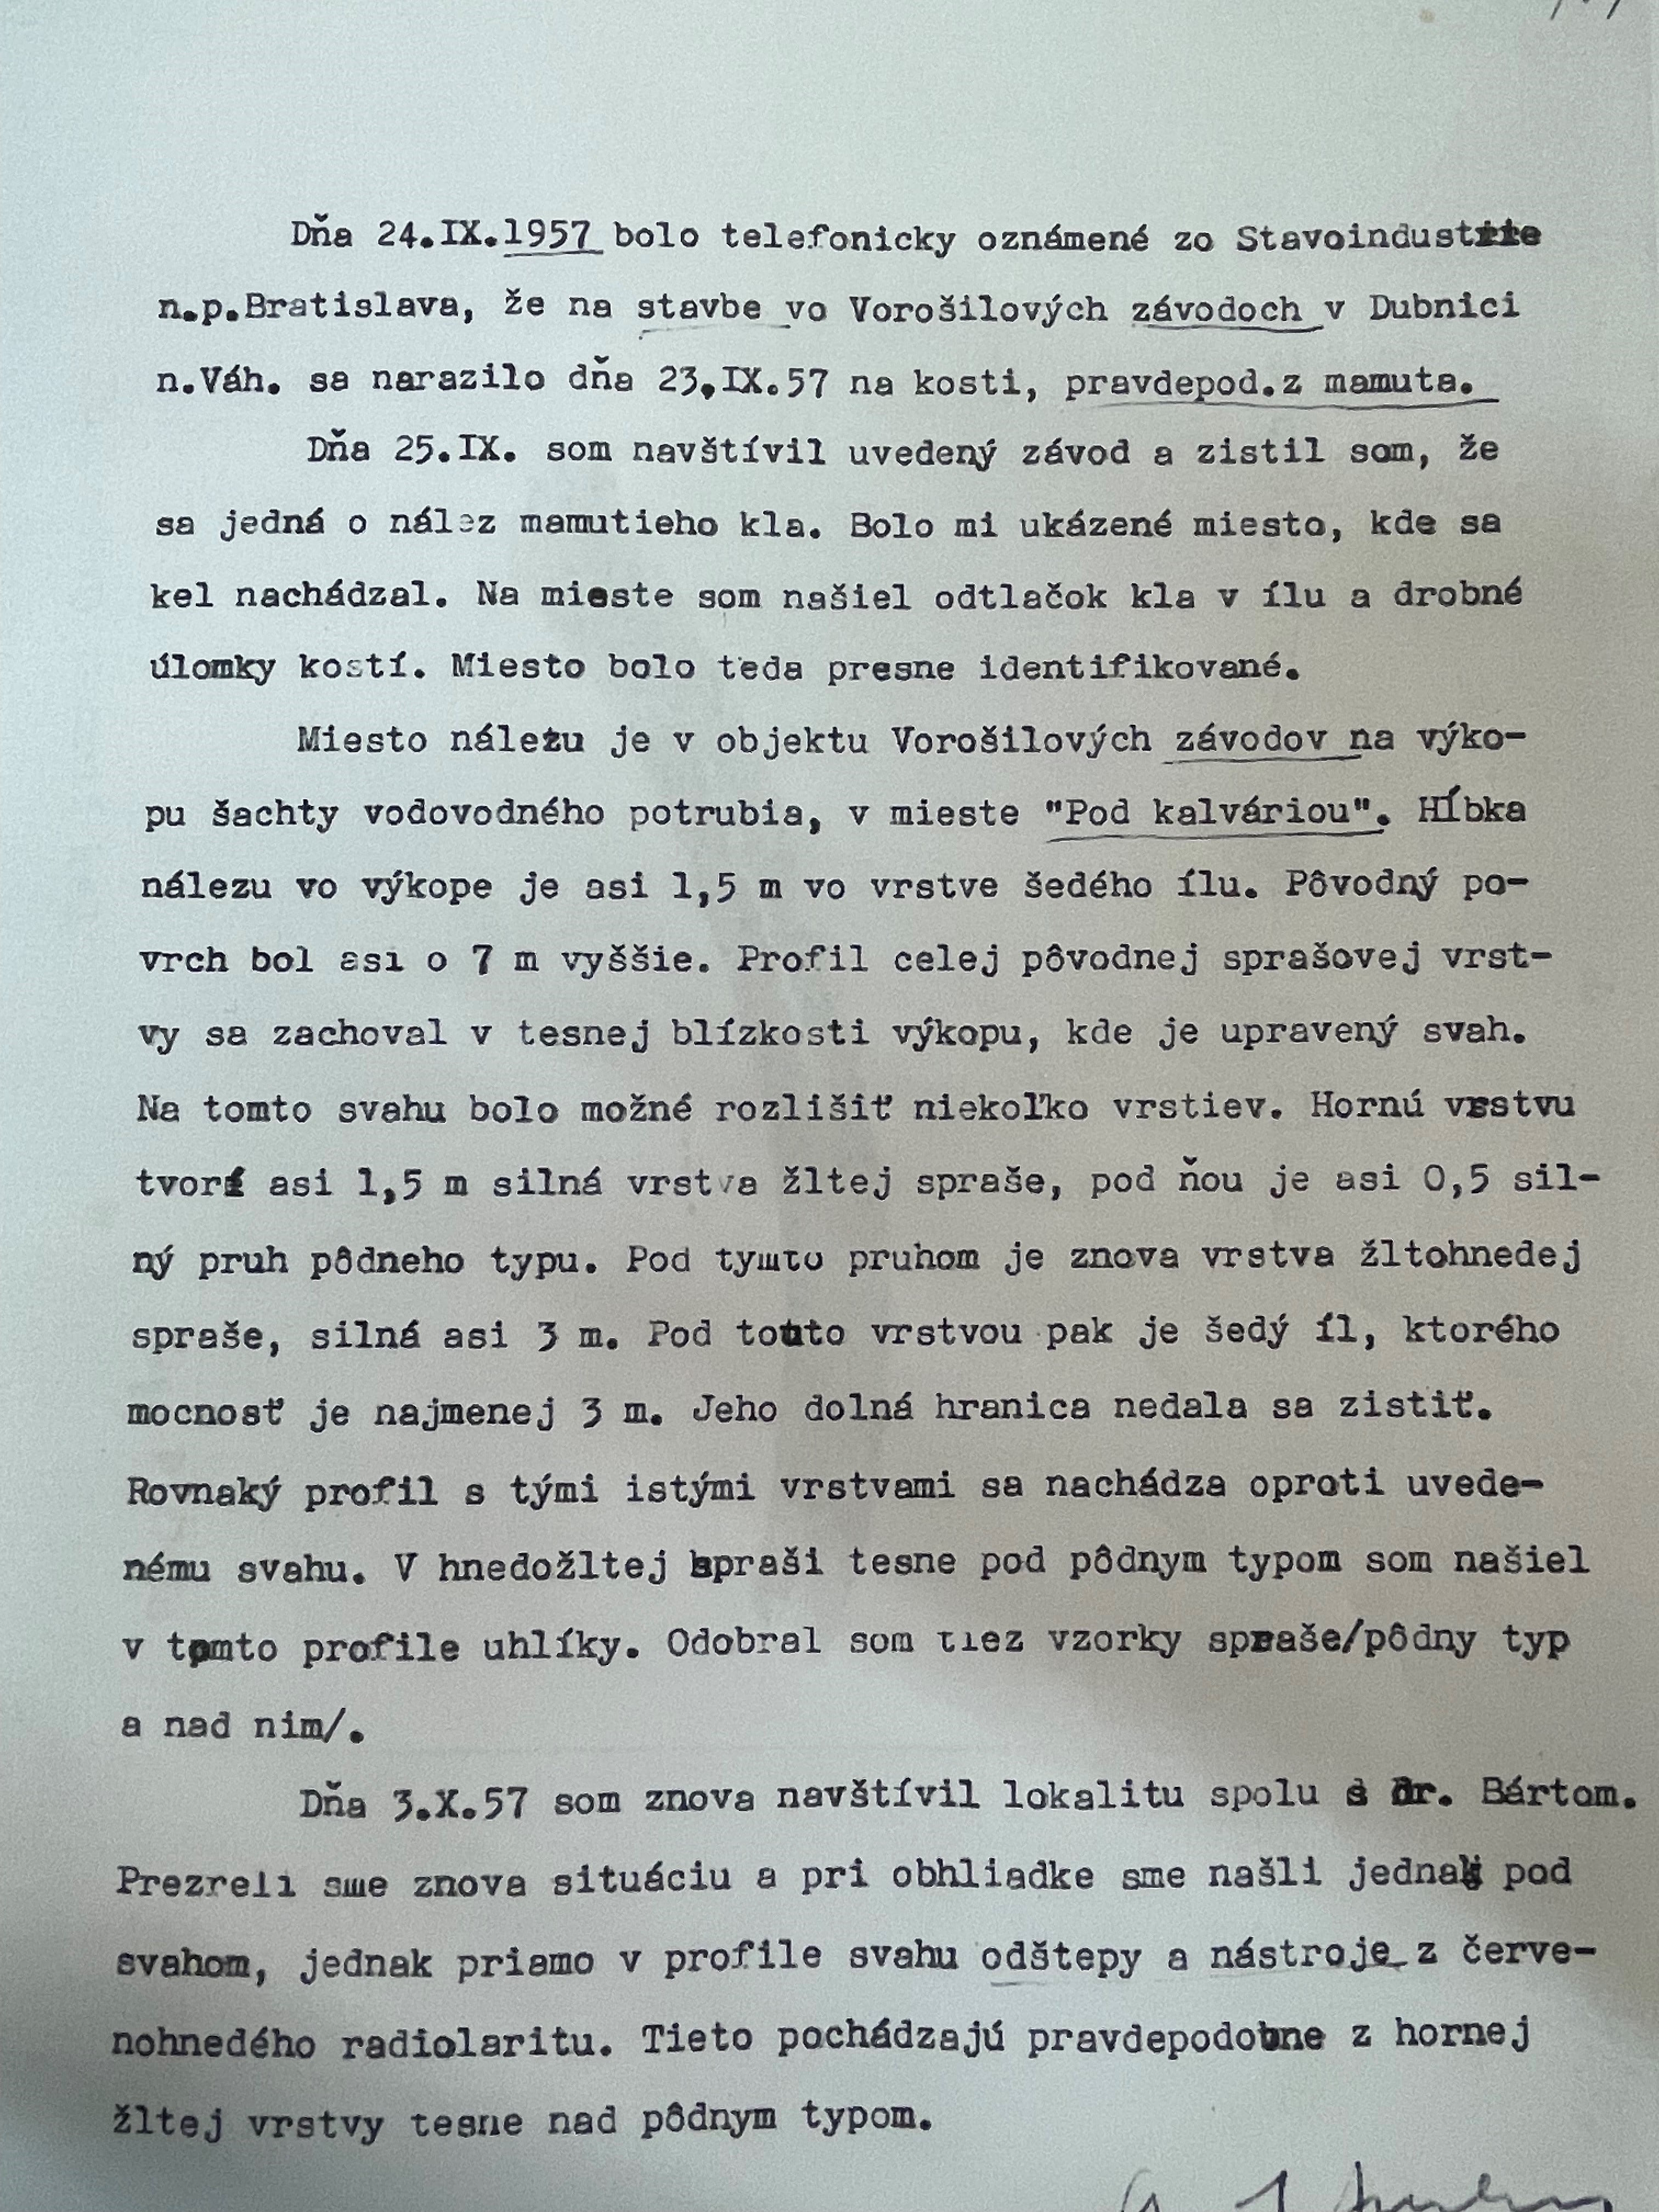 Dňa 24.IX.1957 bolo telefonicky oznámené zo Stavoindustrie
n.p.Bratislava, že na stavbe vo Vorošilových závodoch v Dubnici
n.Váh. sa narazilo dňa 23,IX.57 na kosti, pravdepod.z mamuta.
Dňa 25.IX. som navštívil uvedený závod a zistil som, že
sa jedná o nález mamutieho kla. Bolo mi ukázené miesto, kde sa
kel nachádzal. Na mieste som našiel odtlačok kla v ílu a drobné
úlomky kostí. Miesto bolo teda presne identifikované.
Miesto nálezu je v objektu Vorošilových závodov na výko-
pu šachty vodovodného potrubia, v mieste "Pod kalváriou". Hĺbka
nálezu vo výkope je asi 1,5 m vo vrstve šedého ílu. Pôvodný po-
vrch bol asi o 7 m vyššie. Profil celej pôvodnej sprašovej vrst-
vy sa zachoval v tesnej blízkosti výkopu, kde je upravený svah.
Na tomto svahu bolo možné rozlišiť niekoľko vrstiev. Hornú vrstvu
tvorí asi 1,5 m silná vrstva žltej spraše, pod ňou je asi 0,5 sil-
ný pruh pôdneho typu. Pod tymto pruhom je znova vrstva žltohnedej
spraše, silná asi 3 m. Pod touto vrstvou pak je šedý íl, ktorého
mocnosť je najmenej 3 m. Jeho dolná hranica nedala sa zistiť.
Rovnaký profil s tými istými vrstvami sa nachádza oproti uvede-
nému svahu. V hnedožltej spraši tesne pod pôdnym typom som našiel
v tomto profile uhlíky. Odobral som tiez vzorky spraše/pôdny typ
a nad nim/.
Dňa 3.X.57 som znova navštívil lokalitu spolu s dr. Bártom.
Prezreli sme znova situáciu a pri obhliadke sme našli jednak pod
svahom, jednak priamo v profile svahu odštepy a nástroje z červe-
nohnedého radiolaritu. Tieto pochádzajú pravdepodobne z hornej
žltej vrstvy tesne nad pôdnym typom.